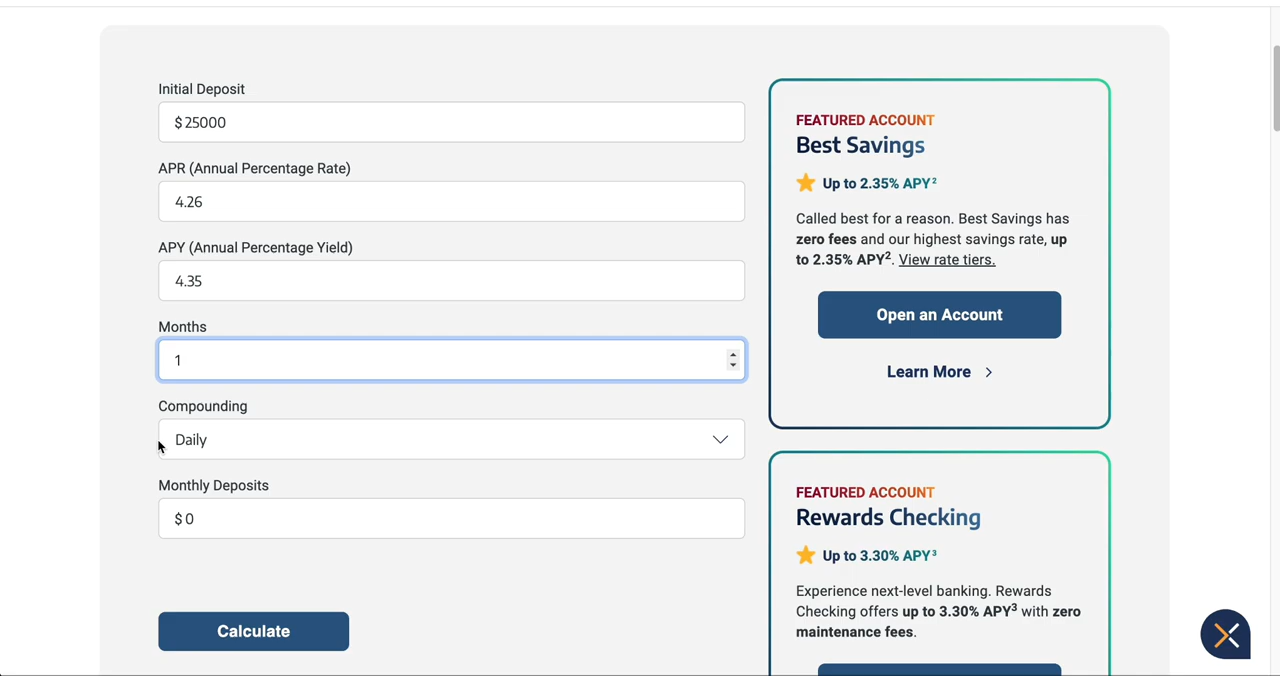 Initial Deposit
$ 25000
APR (Annual Percentage Rate)
4.26
APY (Annual Percentage Yield)
4.35
Months
1
Compounding
Daily
Monthly Deposits
$ 0
Calculate
FEATURED ACCOUNT
Best Savings
Up to 2.35% APY²
Called best for a reason. Best Savings has
zero fees and our highest savings rate, up
to 2.35% APY². View rate tiers.
Open an Account
Learn More
FEATURED ACCOUNT
Rewards Checking
Up to 3.30% APY³
Experience next-level banking. Rewards
Checking offers up to 3.30% APY³ with zero
maintenance fees.